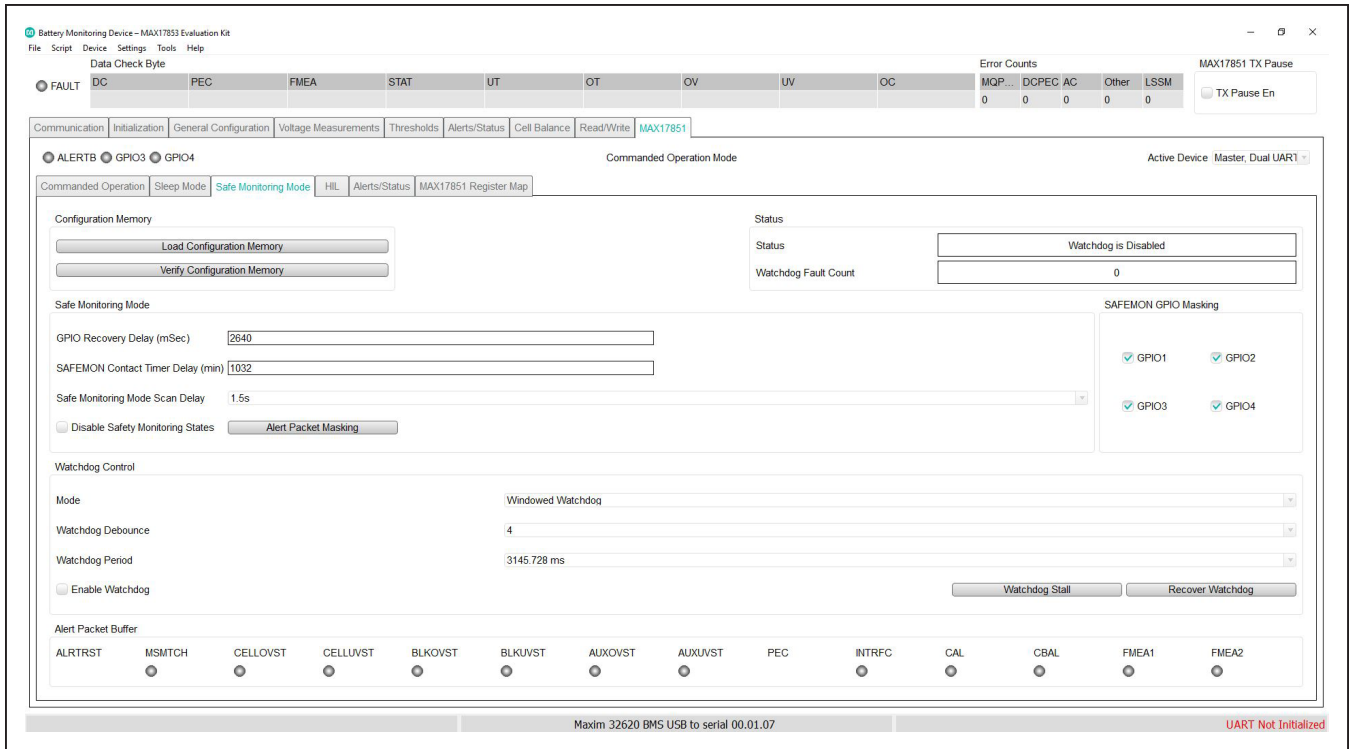 Battery Monitoring Device – MAX17853 Evaluation Kit
File Script Device Settings Tools Help
Data Check Byte Error Counts MAX17851 TX Pause
FAULT DC PEC FMEA STAT UT OT OV UV OC MQP... DCPEC AC Other LSSM TX Pause En
0 0 0 0 0
Communication Initialization General Configuration Voltage Measurements Thresholds Alerts/Status Cell Balance Read/Write MAX17851
ALERTB GPIO3 GPIO4 Commanded Operation Mode Active Device Master, Dual UART
Commanded Operation Sleep Mode Safe Monitoring Mode HIL Alerts/Status MAX17851 Register Map
Configuration Memory Status
Load Configuration Memory Status Watchdog is Disabled
Verify Configuration Memory Watchdog Fault Count 0
Safe Monitoring Mode SAFEMON GPIO Masking
GPIO Recovery Delay (mSec) 2640
GPIO1 GPIO2
SAFEMON Contact Timer Delay (min) 1032
Safe Monitoring Mode Scan Delay 1.5s
GPIO3 GPIO4
Disable Safety Monitoring States Alert Packet Masking
Watchdog Control
Mode Windowed Watchdog
Watchdog Debounce 4
Watchdog Period 3145.728 ms
Enable Watchdog Watchdog Stall Recover Watchdog
Alert Packet Buffer
ALRTRST MSMTCH CELLOVST CELLUVST BLKOVST BLKUVST AUXOVST AUXUVST PEC INTRFC CAL CBAL FMEA1 FMEA2
Maxim 32620 BMS USB to serial 00.01.07 UART Not Initialized